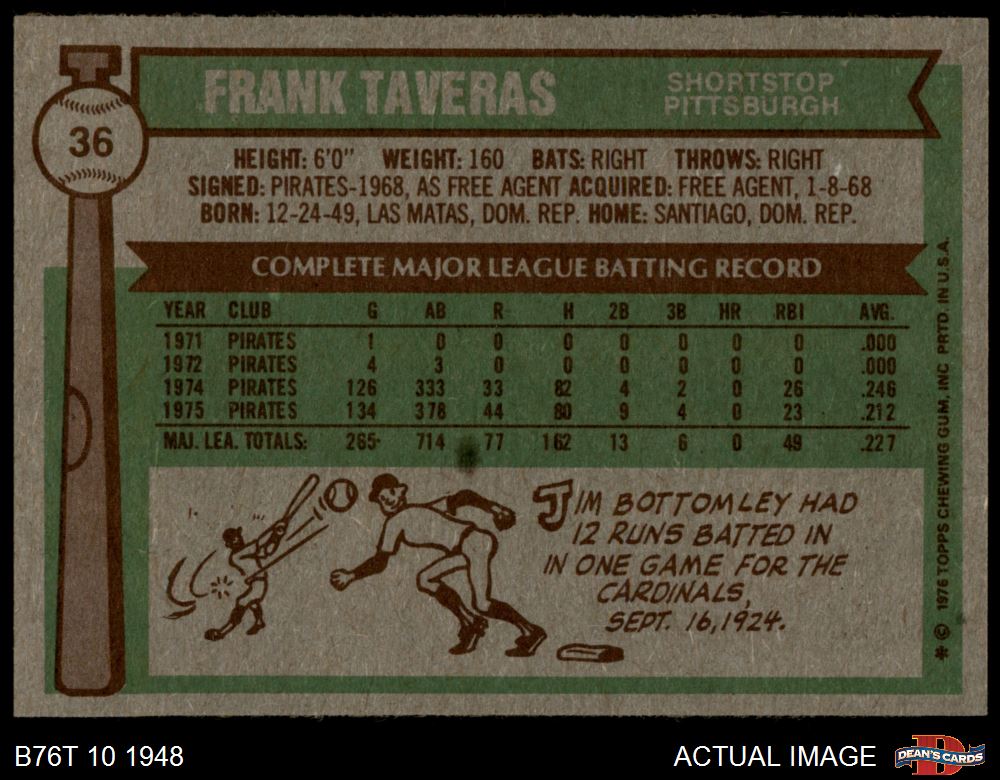 36
FRANK TAVERAS
SHORTSTOP
PITTSBURGH
HEIGHT: 6'0" WEIGHT: 160 BATS: RIGHT THROWS: RIGHT
SIGNED: PIRATES-1968, AS FREE AGENT ACQUIRED: FREE AGENT, 1-8-68
BORN: 12-24-49, LAS MATAS, DOM. REP. HOME: SANTIAGO, DOM. REP.
COMPLETE MAJOR LEAGUE BATTING RECORD
YEAR CLUB G AB R H 2B 3B HR RBI AVG.
1971 PIRATES 1 0 0 0 0 0 0 0 .000
1972 PIRATES 4 3 0 0 0 0 0 0 .000
1974 PIRATES 126 333 33 82 4 2 0 26 .246
1975 PIRATES 134 378 44 80 9 4 0 23 .212
MAJ. LEA. TOTALS: 265 714 77 162 13 6 0 49 .227
JIM BOTTOMLEY HAD
12 RUNS BATTED IN
IN ONE GAME FOR THE
CARDINALS,
SEPT. 16, 1924.
* © 1976 TOPPS CHEWING GUM, INC PRTD. IN U.S.A.
B76T 10 1948
ACTUAL IMAGE
D
DEAN'S CARDS